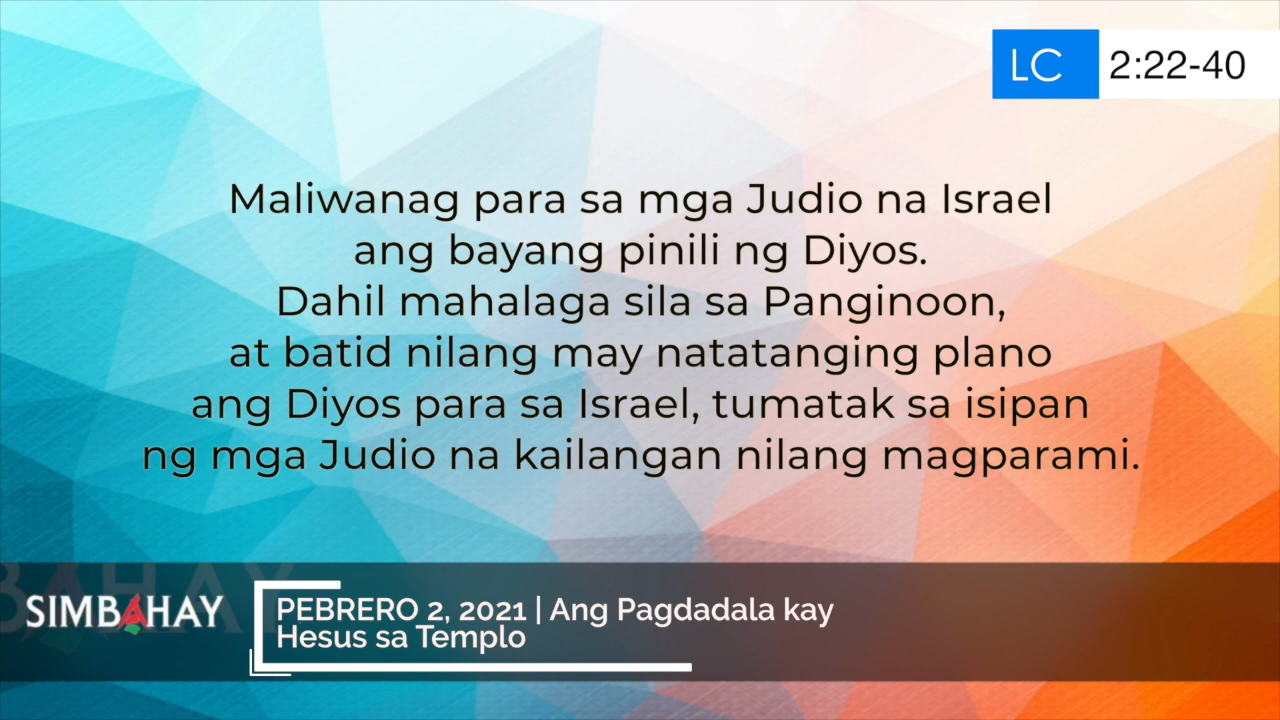 LC 2:22-40
Maliwanag para sa mga Judio na Israel
ang bayang pinili ng Diyos.
Dahil mahalaga sila sa Panginoon,
at batid nilang may natatanging plano
ang Diyos para sa Israel, tumatak sa isipan
ng mga Judio na kailangan nilang magparami.
SIMBAHAY
PEBRERO 2, 2021 | Ang Pagdadala kay
Hesus sa Templo